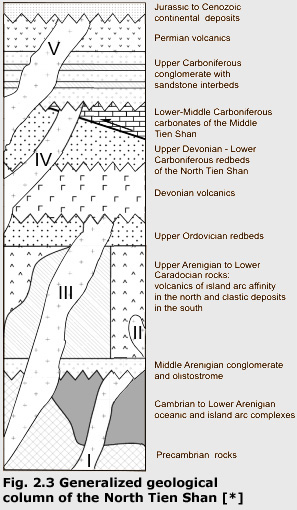 Jurassic to Cenozoic
continental deposits
Permian volcanics
V
Upper Carboniferous
conglomerate with
sandstone interbeds
Lower-Middle Carboniferous
carbonates of the Middle
Tien Shan
IV
Upper Devonian - Lower
Carboniferous redbeds
of the North Tien Shan
Devonian volcanics
Upper Ordovician redbeds
Upper Arenigian to Lower
Caradocian rocks:
volcanics of island arc affinity
in the north and clastic deposits
in the south
III
II
Middle Arenigian conglomerate
and olistostrome
Cambrian to Lower Arenigian
oceanic and island arc complexes
Precambrian rocks
I
Fig. 2.3 Generalized geological
column of the North Tien Shan [*]